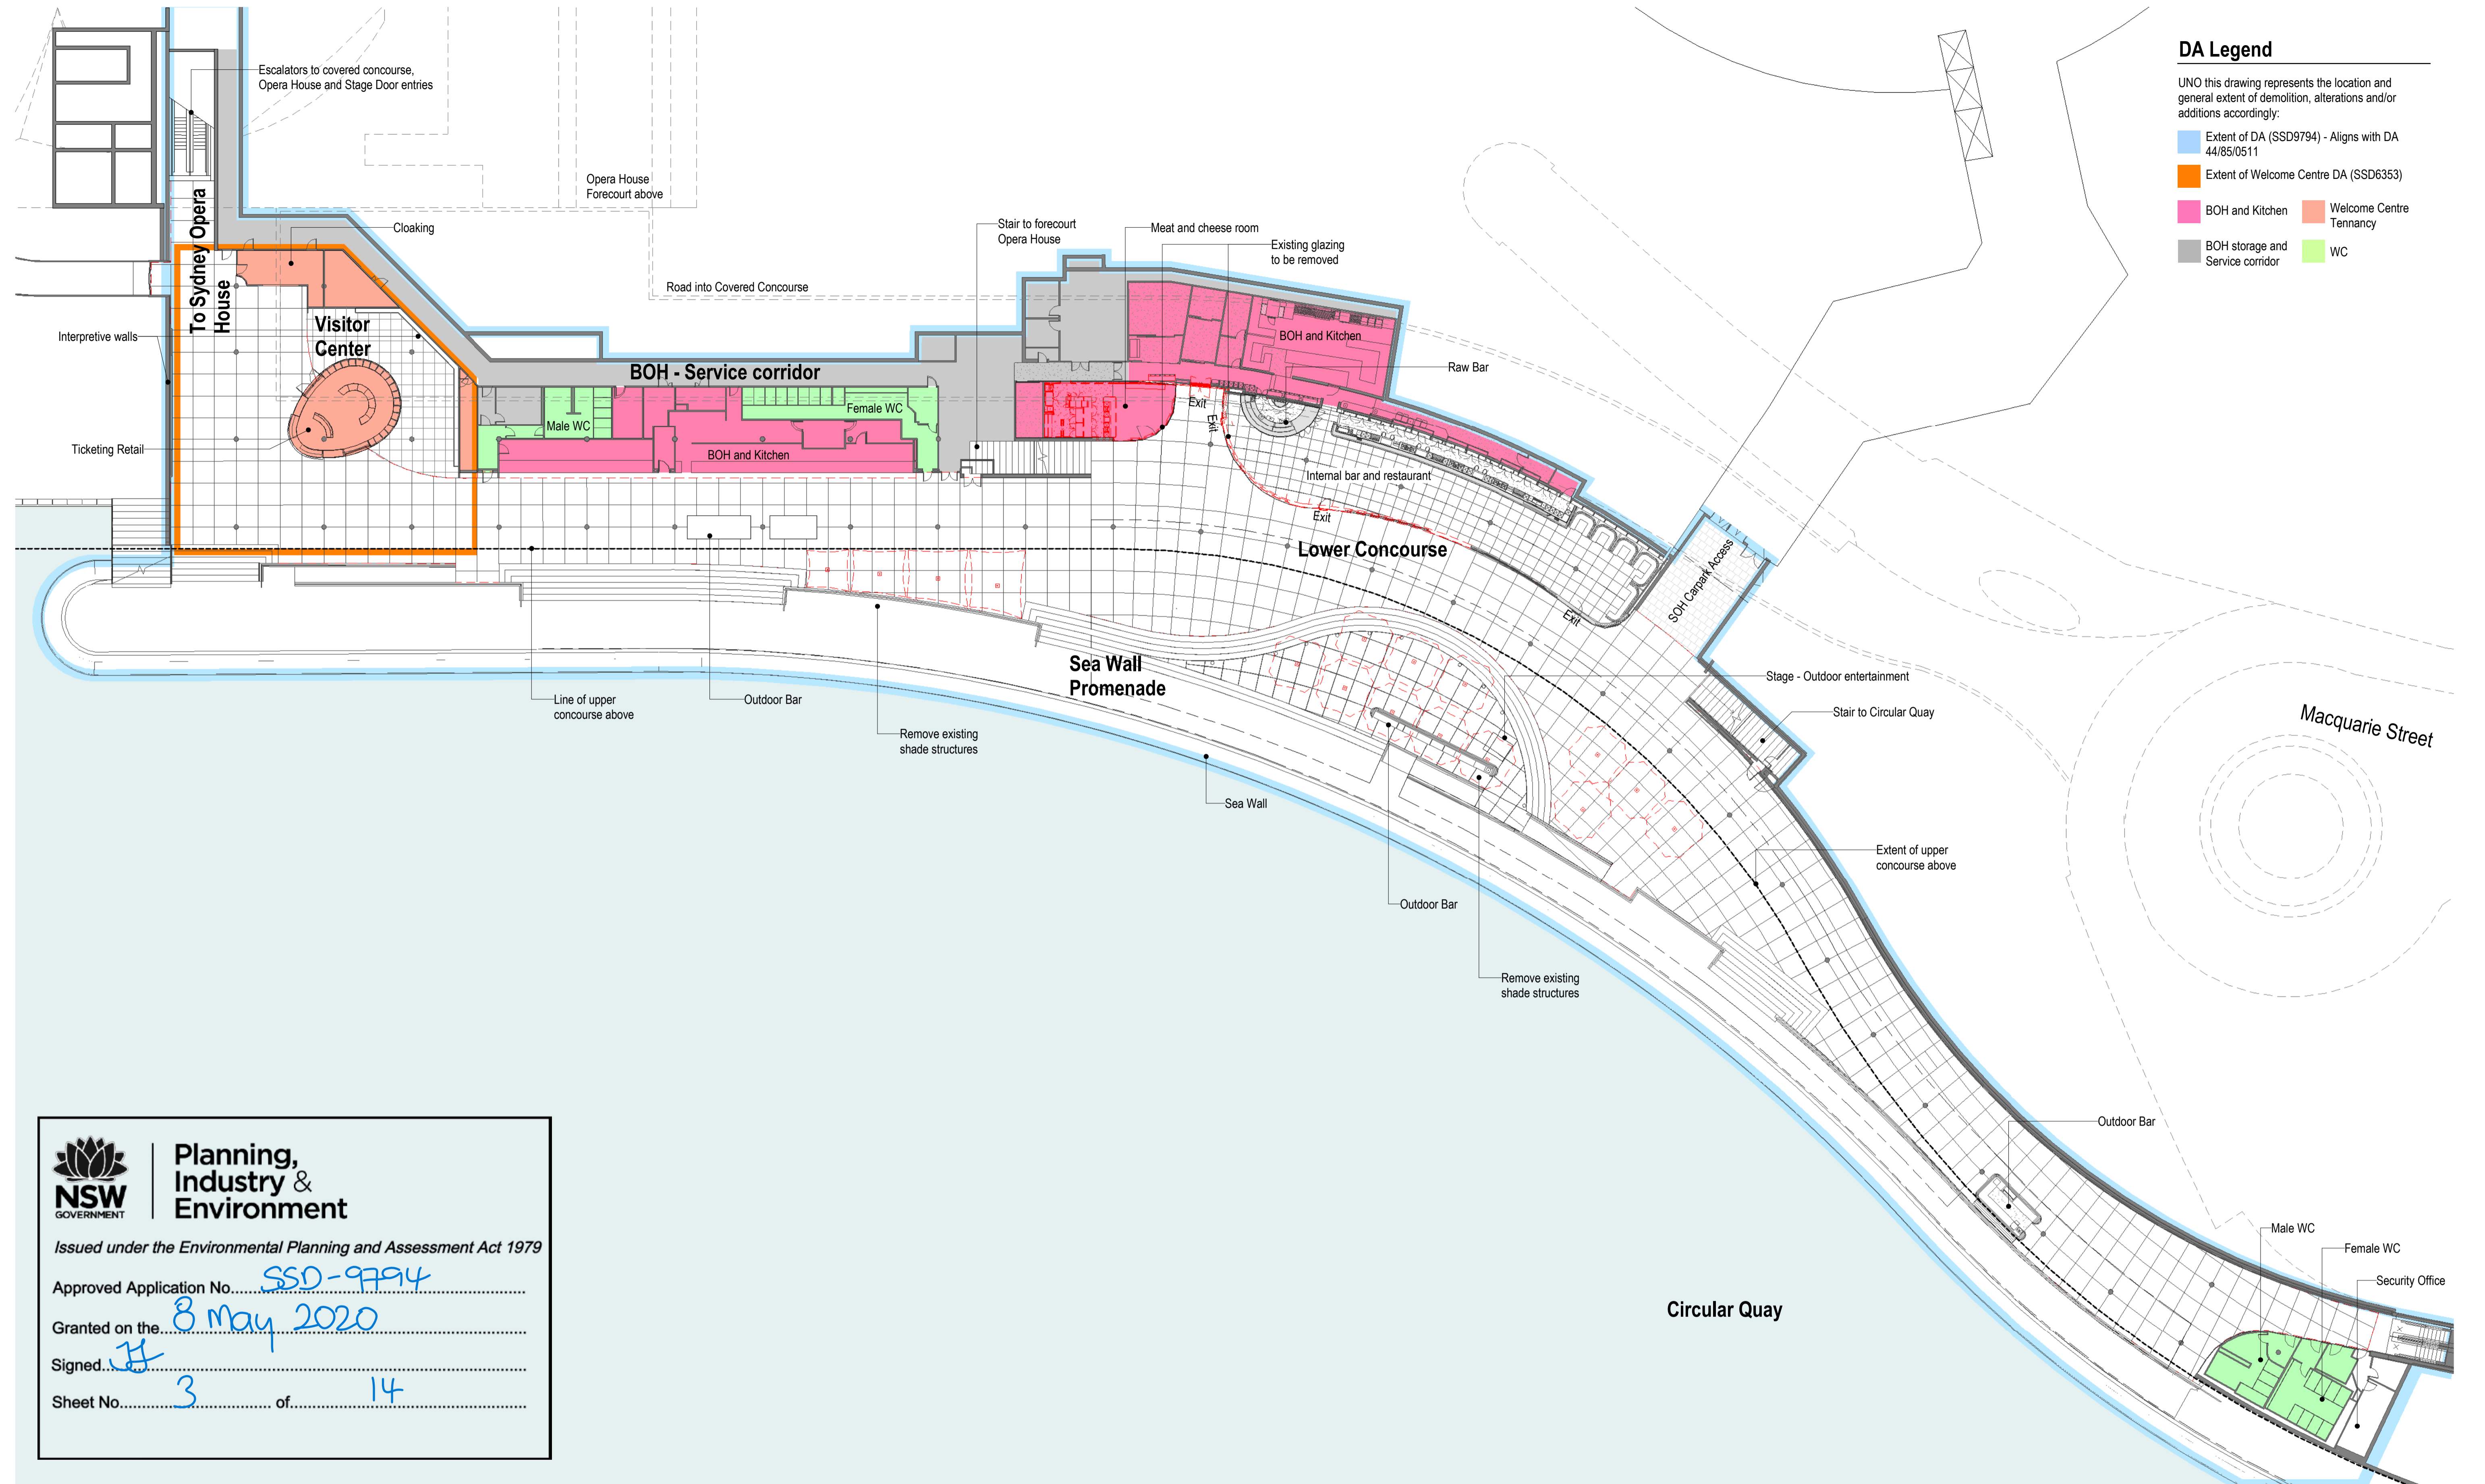 DA Legend
UNO this drawing represents the location and
general extent of demolition, alterations and/or
additions accordingly:
Extent of DA (SSD9794) - Aligns with DA
44/85/0511
Extent of Welcome Centre DA (SSD6353)
BOH and Kitchen
Welcome Centre
Tennancy
BOH storage and
Service corridor
WC
Escalators to covered concourse,
Opera House and Stage Door entries
Opera House
Forecourt above
To Sydney Opera
House
Cloaking
Stair to forecourt
Opera House
Meat and cheese room
Existing glazing
to be removed
Road into Covered Concourse
Interpretive walls
Visitor
Center
BOH and Kitchen
BOH - Service corridor
Raw Bar
Exit
Exit
Female WC
Male WC
Ticketing Retail
BOH and Kitchen
Internal bar and restaurant
Exit
Lower Concourse
SOH Carpark Access
Exit
Sea Wall
Promenade
Stage - Outdoor entertainment
Line of upper
concourse above
Outdoor Bar
Stair to Circular Quay
Macquarie Street
Remove existing
shade structures
Sea Wall
Extent of upper
concourse above
Outdoor Bar
Remove existing
shade structures
Outdoor Bar
Male WC
Female WC
Security Office
Circular Quay
NSW
GOVERNMENT
Planning,
Industry &
Environment
Issued under the Environmental Planning and Assessment Act 1979
Approved Application No. SSD-9794
Granted on the 8 May 2020
Signed
Sheet No. 3 of 14